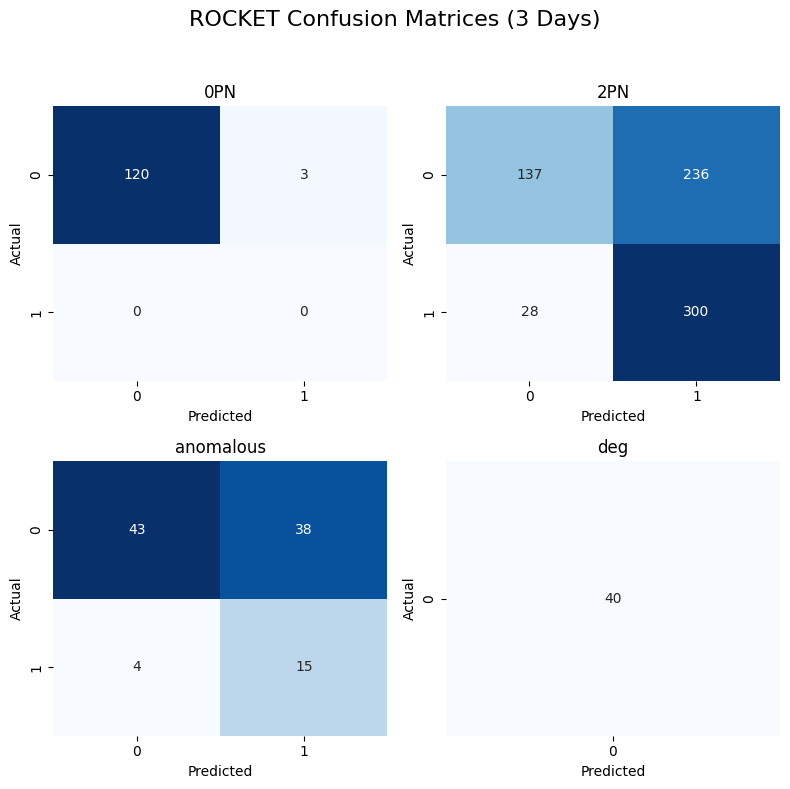 ROCKET Confusion Matrices (3 Days)
0PN
Actual
0
120
3
1
0
0
0
1
Predicted
2PN
Actual
0
137
236
1
28
300
0
1
Predicted
anomalous
Actual
0
43
38
1
4
15
0
1
Predicted
deg
Actual
0
40
0
Predicted